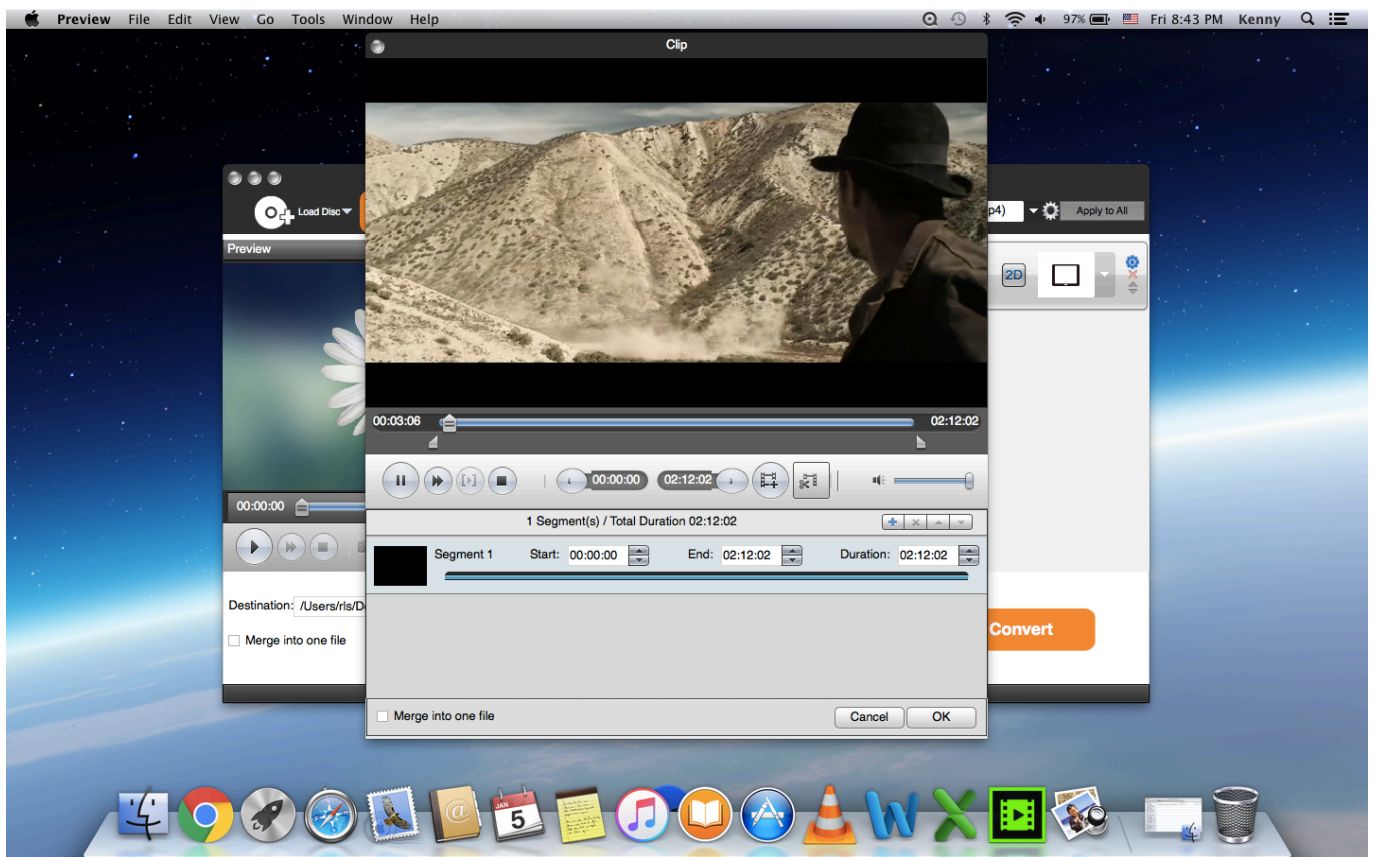 Preview File Edit View Go Tools Window Help 97% Fri 8:43 PM Kenny
Clip
Load Disc
p4) Apply to All
Preview
2D
00:03:06 02:12:02
00:00:00 02:12:02
00:00:00
1 Segment(s) / Total Duration 02:12:02
Segment 1 Start: 00:00:00 End: 02:12:02 Duration: 02:12:02
Destination: /Users/rls/D
Merge into one file
Convert
Merge into one file Cancel OK
JAN
5